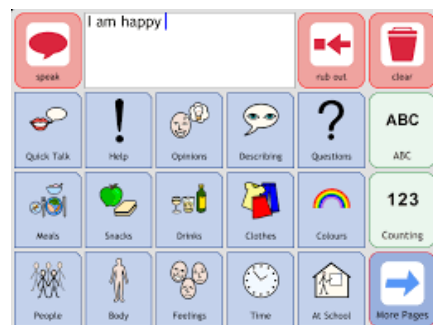 I am happy
speak
rub out
clear
Quick Talk
Help
Opinions
Describing
Questions
ABC
ABC
Meals
Snacks
Drinks
Clothes
Colours
123
Counting
People
Body
Feelings
Time
At School
More Pages